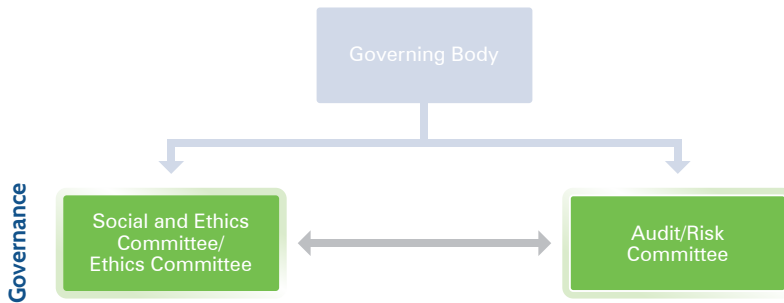 Governing Body
Governance
Social and Ethics
Committee/
Ethics Committee
Audit/Risk
Committee